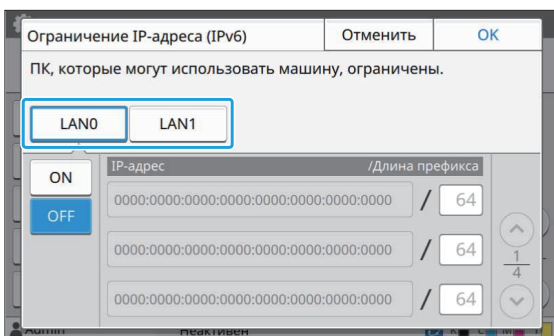 Ограничение IP-адреса (IPv6) Отменить OK
ПК, которые могут использовать машину, ограничены.
LAN0 LAN1
ON
OFF
IP-адрес /Длина префикса
0000:0000:0000:0000:0000:0000:0000:0000 / 64
0000:0000:0000:0000:0000:0000:0000:0000 / 64
0000:0000:0000:0000:0000:0000:0000:0000 / 64
1
4
Admin Неактивен